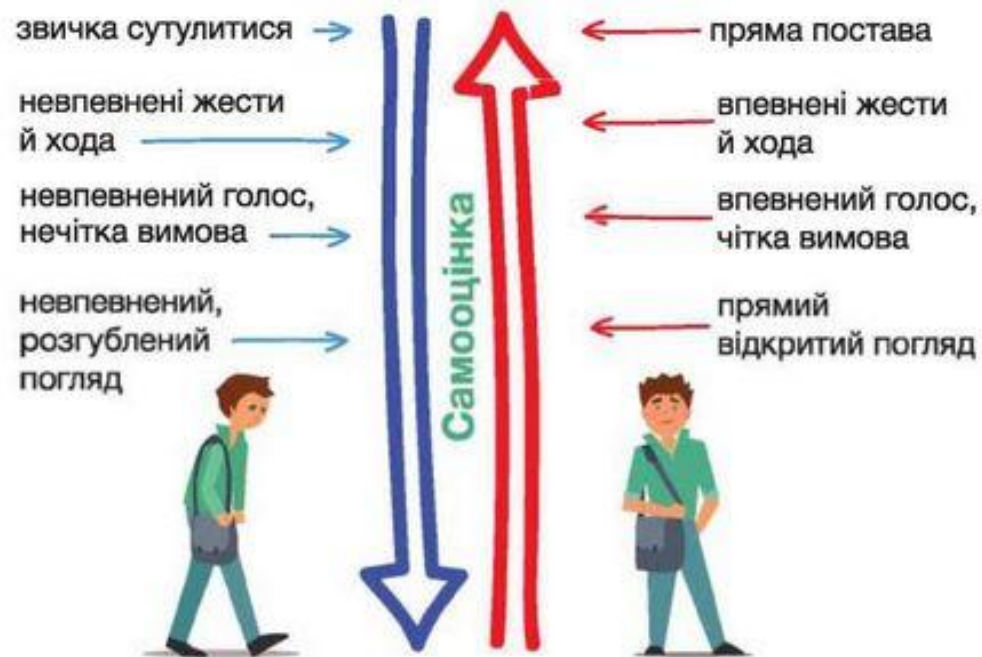 звичка сутулитися
невпевнені жести
й хода
невпевнений голос,
нечітка вимова
невпевнений,
розгублений
погляд
Самооцінка
пряма постава
впевнені жести
й хода
впевнений голос,
чітка вимова
прямий
відкритий погляд